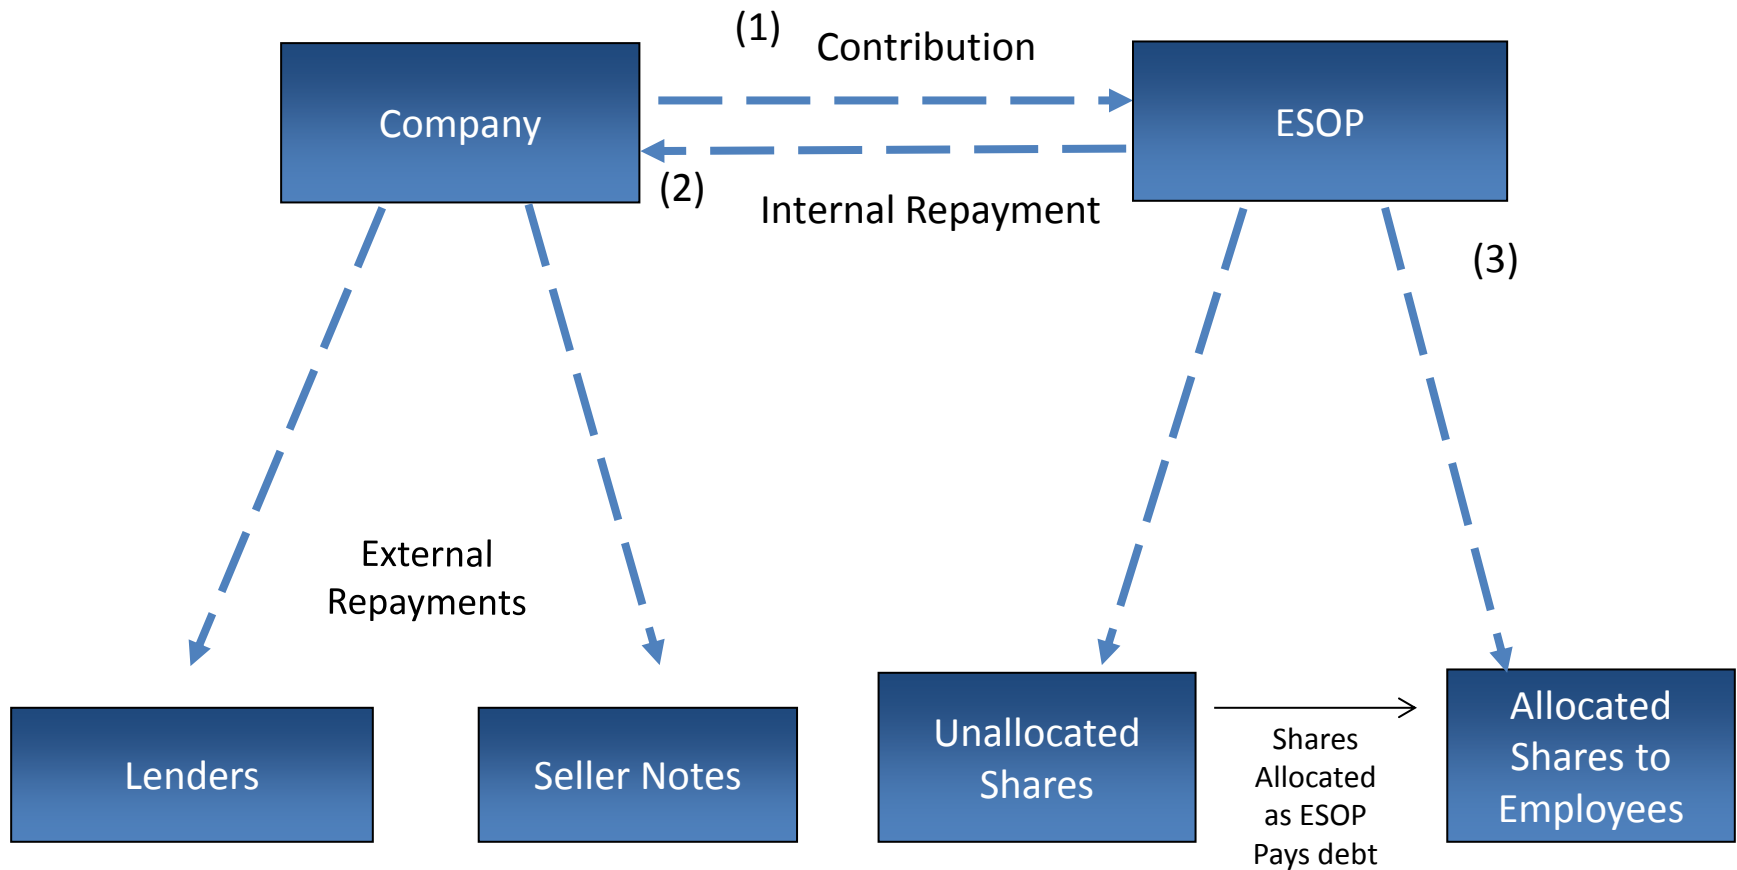 (1)
Contribution
Company
ESOP
(2)
Internal Repayment
(3)
External
Repayments
Lenders
Seller Notes
Unallocated
Shares
Shares
Allocated
as ESOP
Pays debt
Allocated
Shares to
Employees